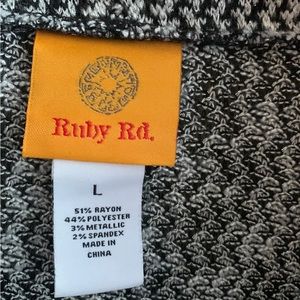 Ruby Rd.
L
51% RAYON
44% POLYESTER
3% METALLIC
2% SPANDEX
MADE IN
CHINA